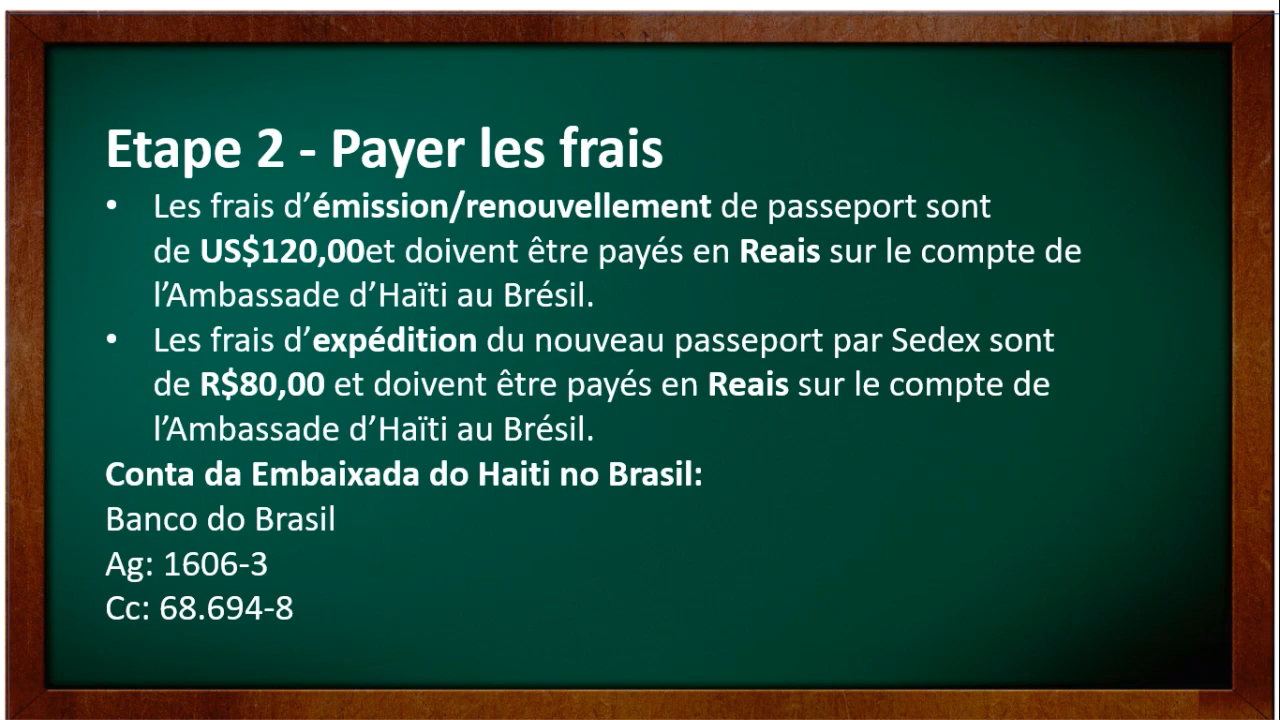 Etape 2 - Payer les frais
• Les frais d’émission/renouvellement de passeport sont
de US$120,00et doivent être payés en Reais sur le compte de
l’Ambassade d’Haïti au Brésil.
• Les frais d’expédition du nouveau passeport par Sedex sont
de R$80,00 et doivent être payés en Reais sur le compte de
l’Ambassade d’Haïti au Brésil.
Conta da Embaixada do Haiti no Brasil:
Banco do Brasil
Ag: 1606-3
Cc: 68.694-8